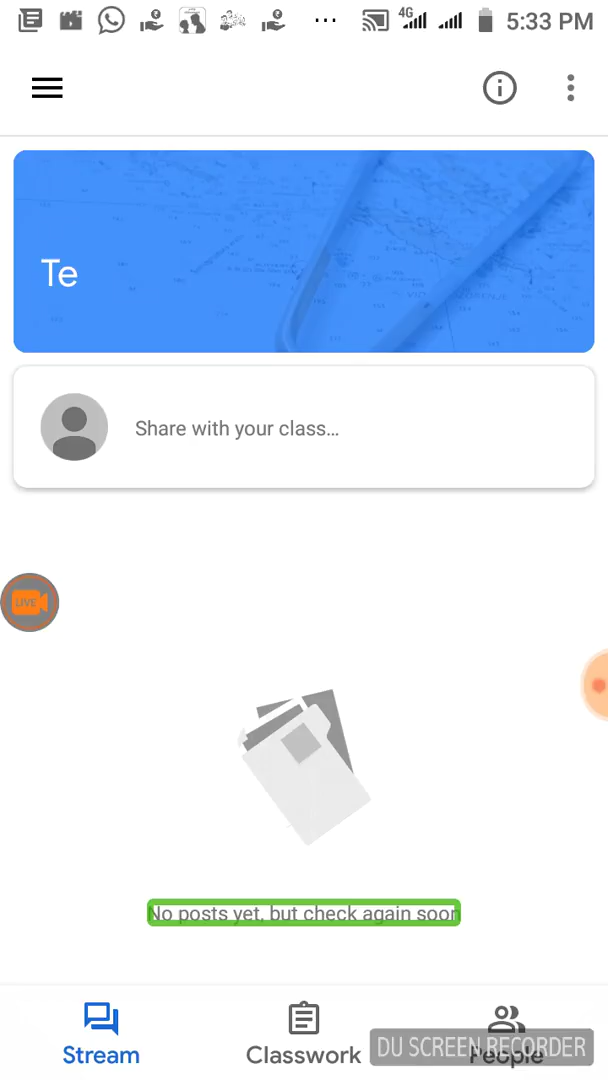 4G 5:33 PM
Te
Share with your class...
LIVE
No posts yet, but check again soon
Stream Classwork People
DU SCREEN RECORDER